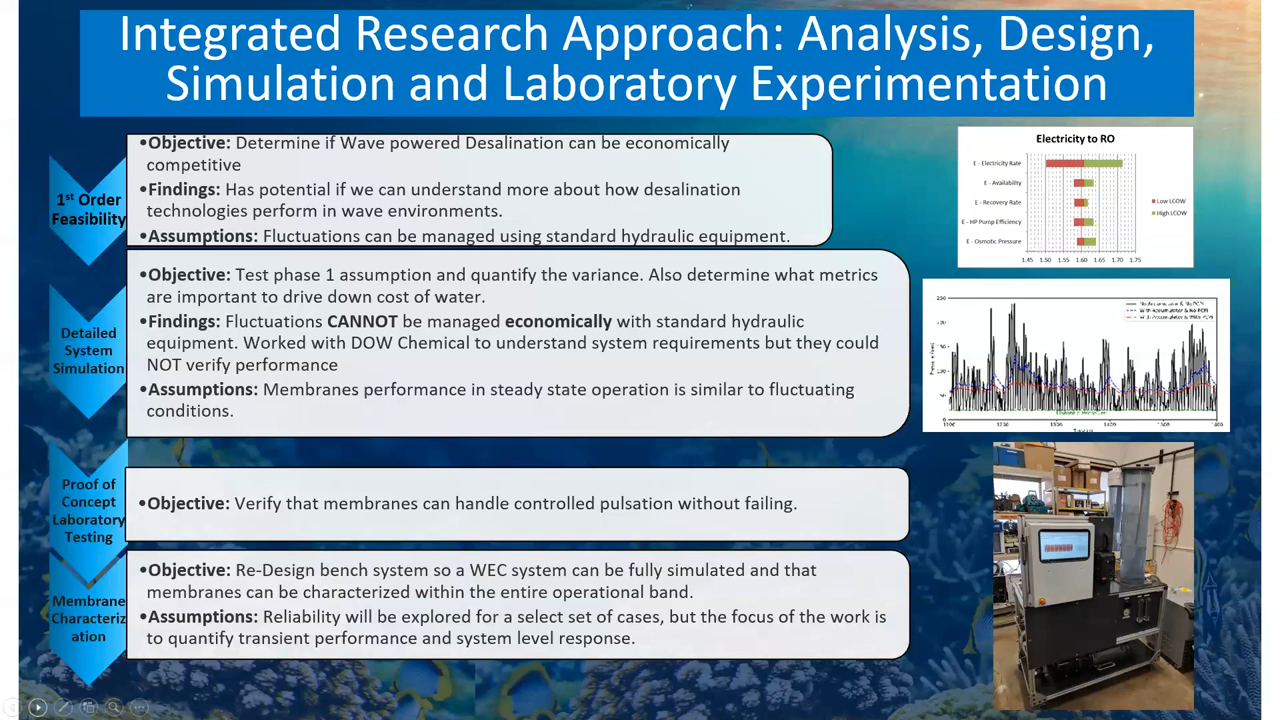 Integrated Research Approach: Analysis, Design,
Simulation and Laboratory Experimentation
1st Order
Feasibility
•Objective: Determine if Wave powered Desalination can be economically
competitive
•Findings: Has potential if we can understand more about how desalination
technologies perform in wave environments.
•Assumptions: Fluctuations can be managed using standard hydraulic equipment.
Detailed
System
Simulation
•Objective: Test phase 1 assumption and quantify the variance. Also determine what metrics
are important to drive down cost of water.
•Findings: Fluctuations CANNOT be managed economically with standard hydraulic
equipment. Worked with DOW Chemical to understand system requirements but they could
NOT verify performance
•Assumptions: Membranes performance in steady state operation is similar to fluctuating
conditions.
Proof of
Concept
Laboratory
Testing
•Objective: Verify that membranes can handle controlled pulsation without failing.
Membrane
Characteriz
ation
•Objective: Re-Design bench system so a WEC system can be fully simulated and that
membranes can be characterized within the entire operational band.
•Assumptions: Reliability will be explored for a select set of cases, but the focus of the work is
to quantify transient performance and system level response.
Electricity to RO
E - Electricity Rate
E - Availability
E - Recovery Rate
E - HP Pump Efficiency
E - Osmotic Pressure
Low LCOW
High LCOW
1.45 1.50 1.55 1.60 1.65 1.70 1.75